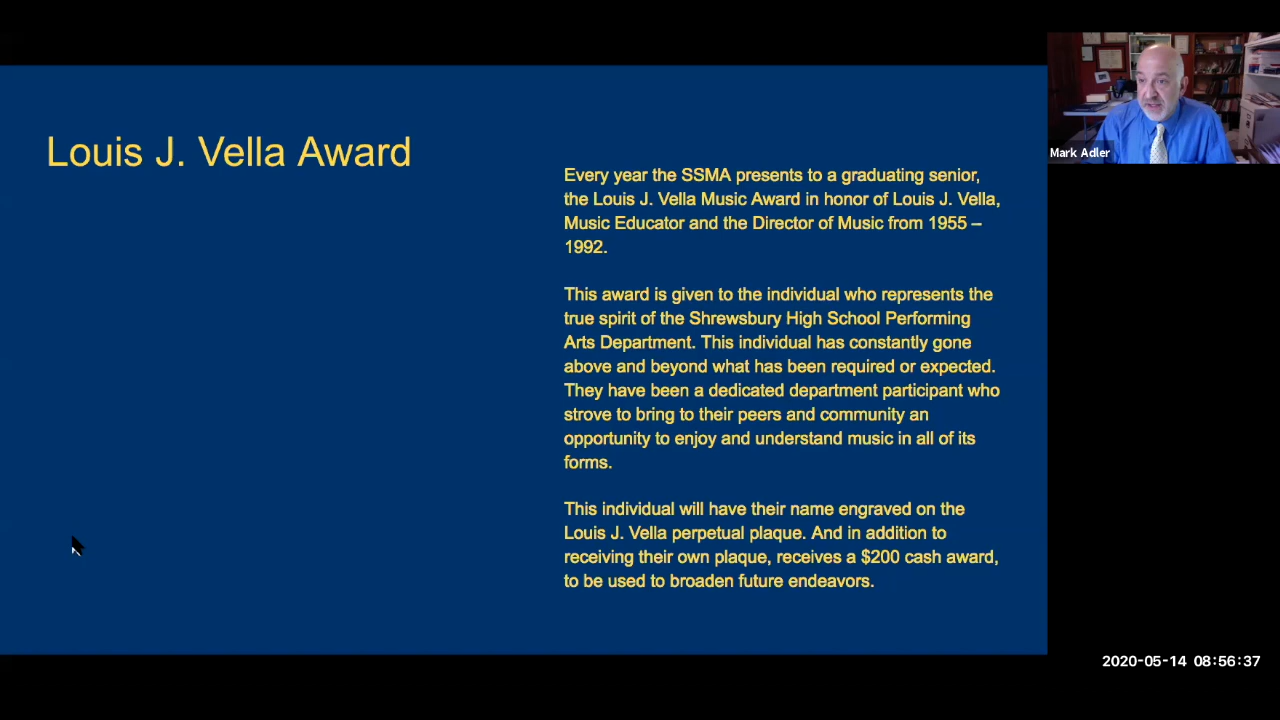 Louis J. Vella Award
Every year the SSMA presents to a graduating senior,
the Louis J. Vella Music Award in honor of Louis J. Vella,
Music Educator and the Director of Music from 1955 –
1992.
This award is given to the individual who represents the
true spirit of the Shrewsbury High School Performing
Arts Department. This individual has constantly gone
above and beyond what has been required or expected.
They have been a dedicated department participant who
strove to bring to their peers and community an
opportunity to enjoy and understand music in all of its
forms.
This individual will have their name engraved on the
Louis J. Vella perpetual plaque. And in addition to
receiving their own plaque, receives a $200 cash award,
to be used to broaden future endeavors.
Mark Adler
2020-05-14 08:56:37